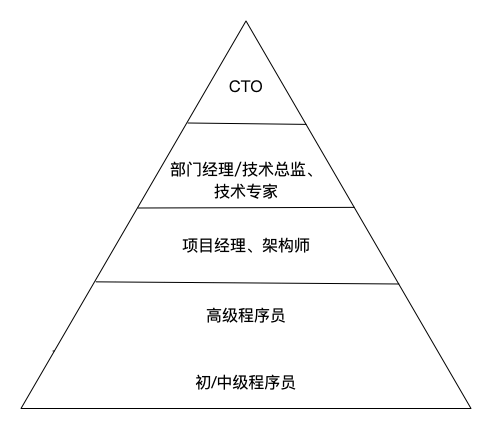 CTO
部门经理/技术总监、
技术专家
项目经理、架构师
高级程序员
初/中级程序员